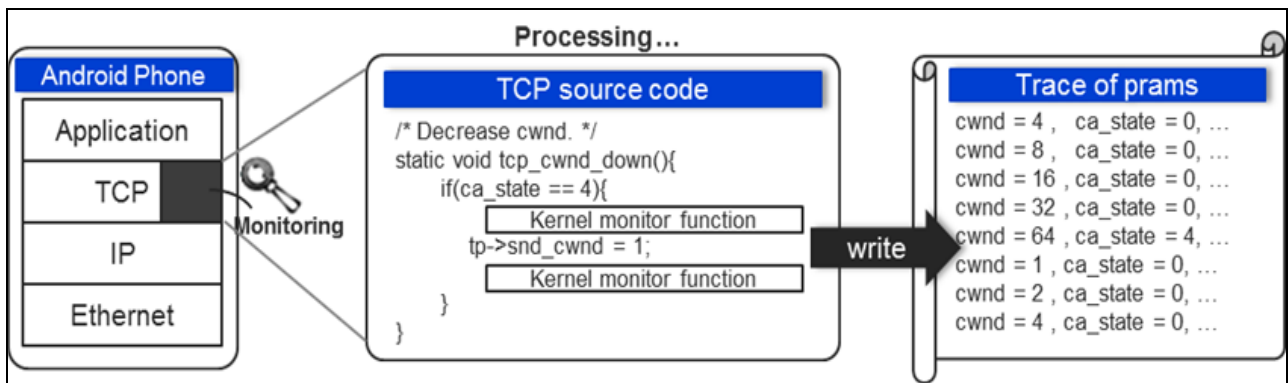 Processing…
Android Phone
Application
TCP
Monitoring
IP
Ethernet
TCP source code
/* Decrease cwnd. */
static void tcp_cwnd_down(){
if(ca_state == 4){
Kernel monitor function
tp->snd_cwnd = 1;
Kernel monitor function
}
}
write
Trace of prams
cwnd = 4 , ca_state = 0, …
cwnd = 8 , ca_state = 0, …
cwnd = 16 , ca_state = 0, …
cwnd = 32 , ca_state = 0, …
cwnd = 64 , ca_state = 4, …
cwnd = 1 , ca_state = 0, …
cwnd = 2 , ca_state = 0, …
cwnd = 4 , ca_state = 0, …